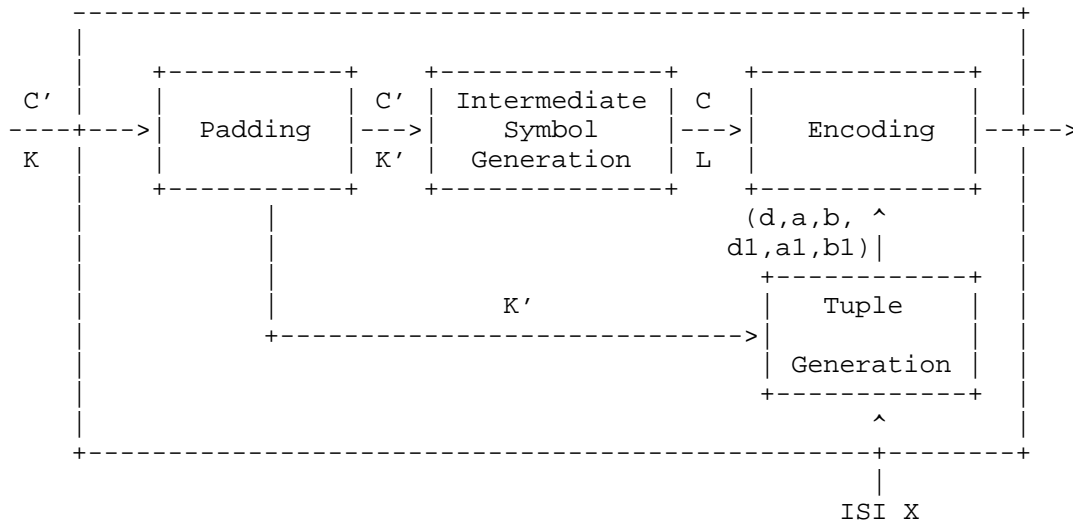 C' C' Intermediate C
Padding Symbol Encoding
K K' Generation L
(d,a,b,
d1,a1,b1)
K' Tuple
Generation
ISI X